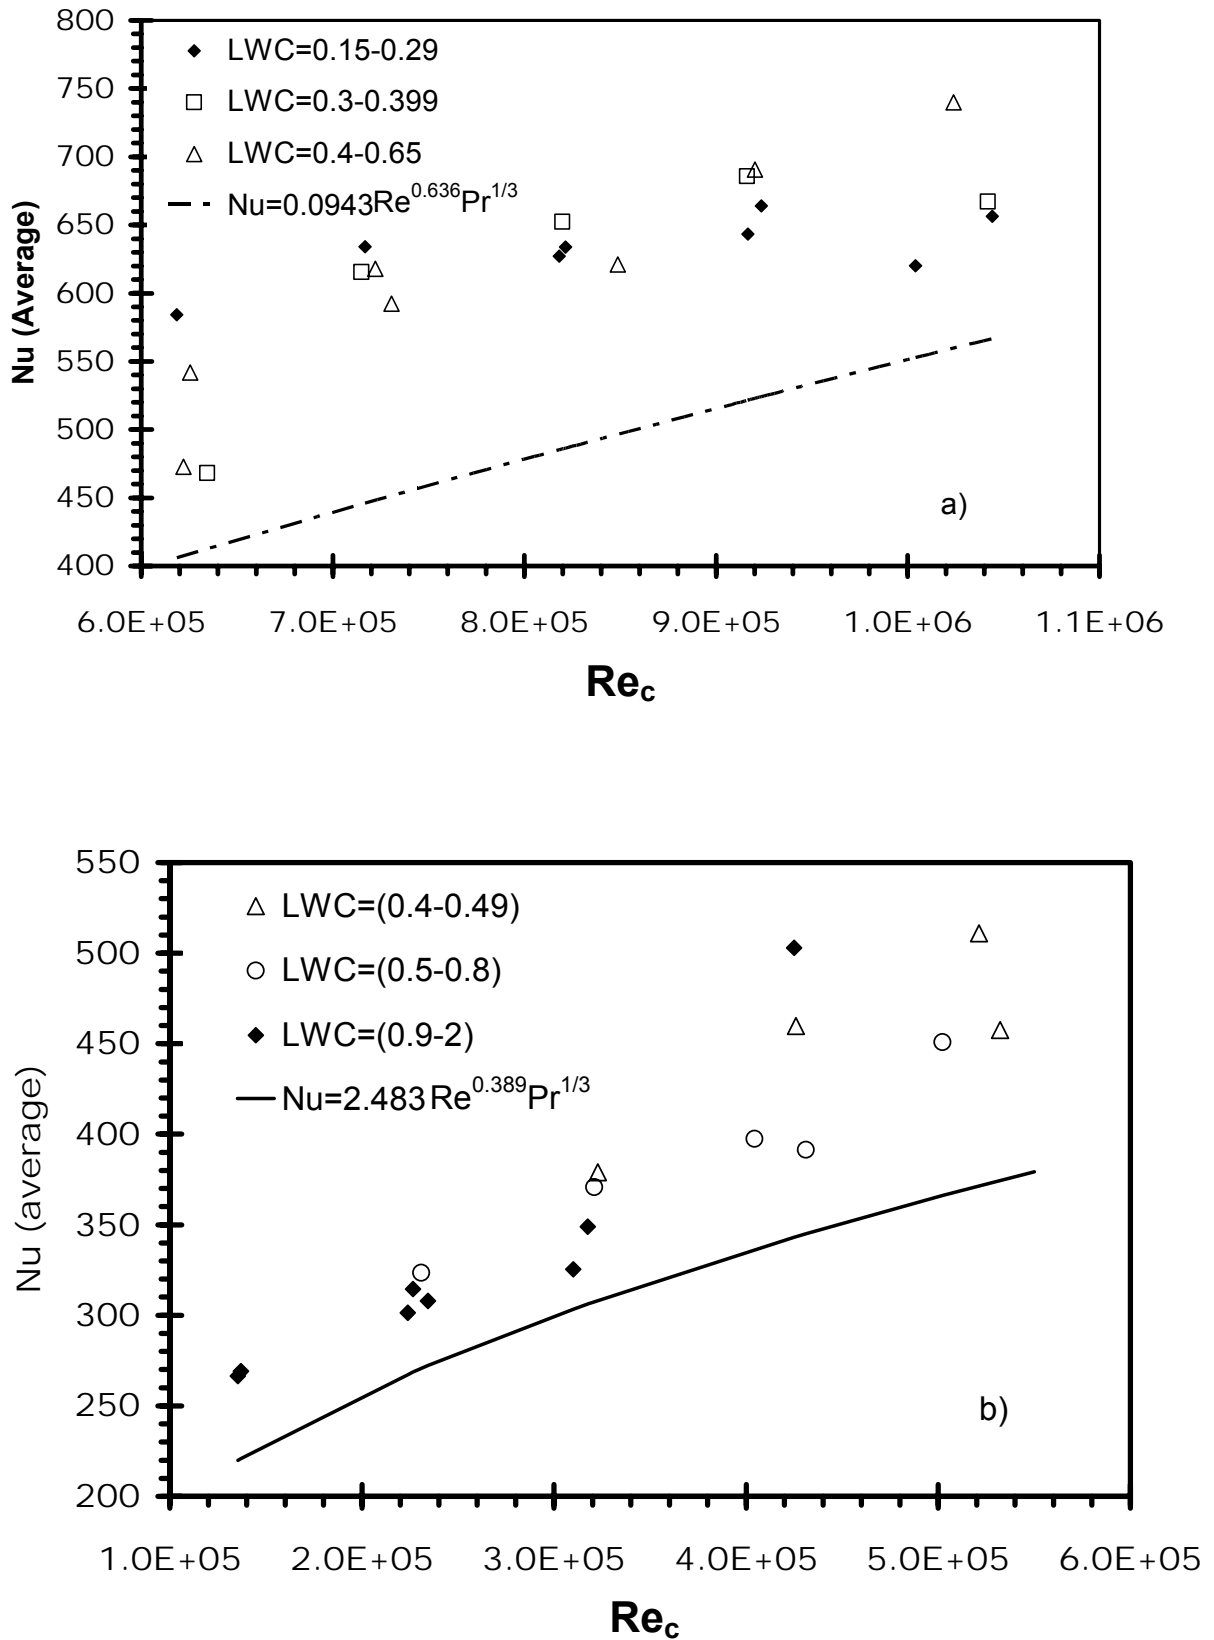 800
750
700
650
600
550
500
450
400
Nu (Average)
LWC=0.15-0.29
LWC=0.3-0.399
LWC=0.4-0.65
Nu=0.0943Re^0.636Pr^1/3
a)
6.0E+05 7.0E+05 8.0E+05 9.0E+05 1.0E+06 1.1E+06
Rec
550
500
450
400
350
300
250
200
Nu (average)
LWC=(0.4-0.49)
LWC=(0.5-0.8)
LWC=(0.9-2)
Nu=2.483Re^0.389Pr^1/3
b)
1.0E+05 2.0E+05 3.0E+05 4.0E+05 5.0E+05 6.0E+05
Rec